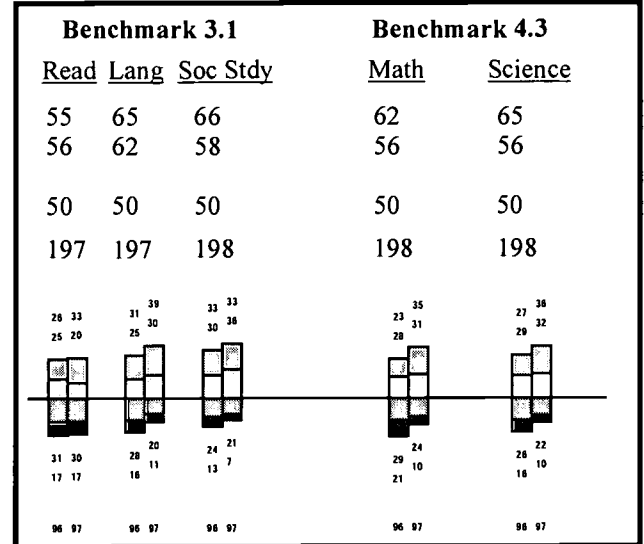 Benchmark 3.1 Benchmark 4.3
Read Lang Soc Stdy Math Science
55 65 66 62 65
56 62 58 56 56
50 50 50 50 50
197 197 198 198 198
26 33 31 39 33 33 23 35 27 36
25 20 25 30 30 36 28 31 29 32
31 30 28 20 24 21 29 24 26 22
17 17 16 11 13 7 21 10 16 10
96 97 96 97 96 97 96 97 96 97